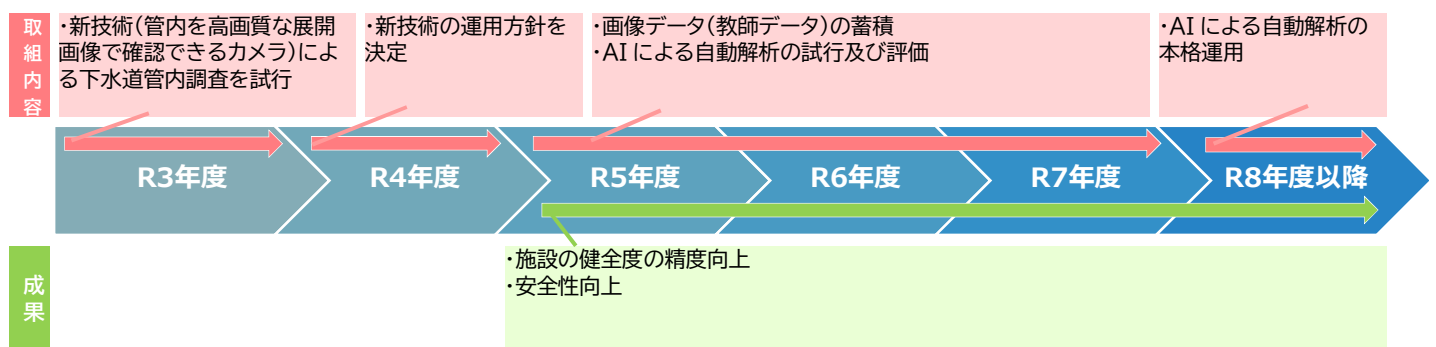 取組内容
・新技術(管内を高画質な展開
画像で確認できるカメラ)によ
る下水道管内調査を試行
・新技術の運用方針を
決定
・画像データ(教師データ)の蓄積
・AIによる自動解析の試行及び評価
・AIによる自動解析の
本格運用
R3年度
R4年度
R5年度
R6年度
R7年度
R8年度以降
成果
・施設の健全度の精度向上
・安全性向上